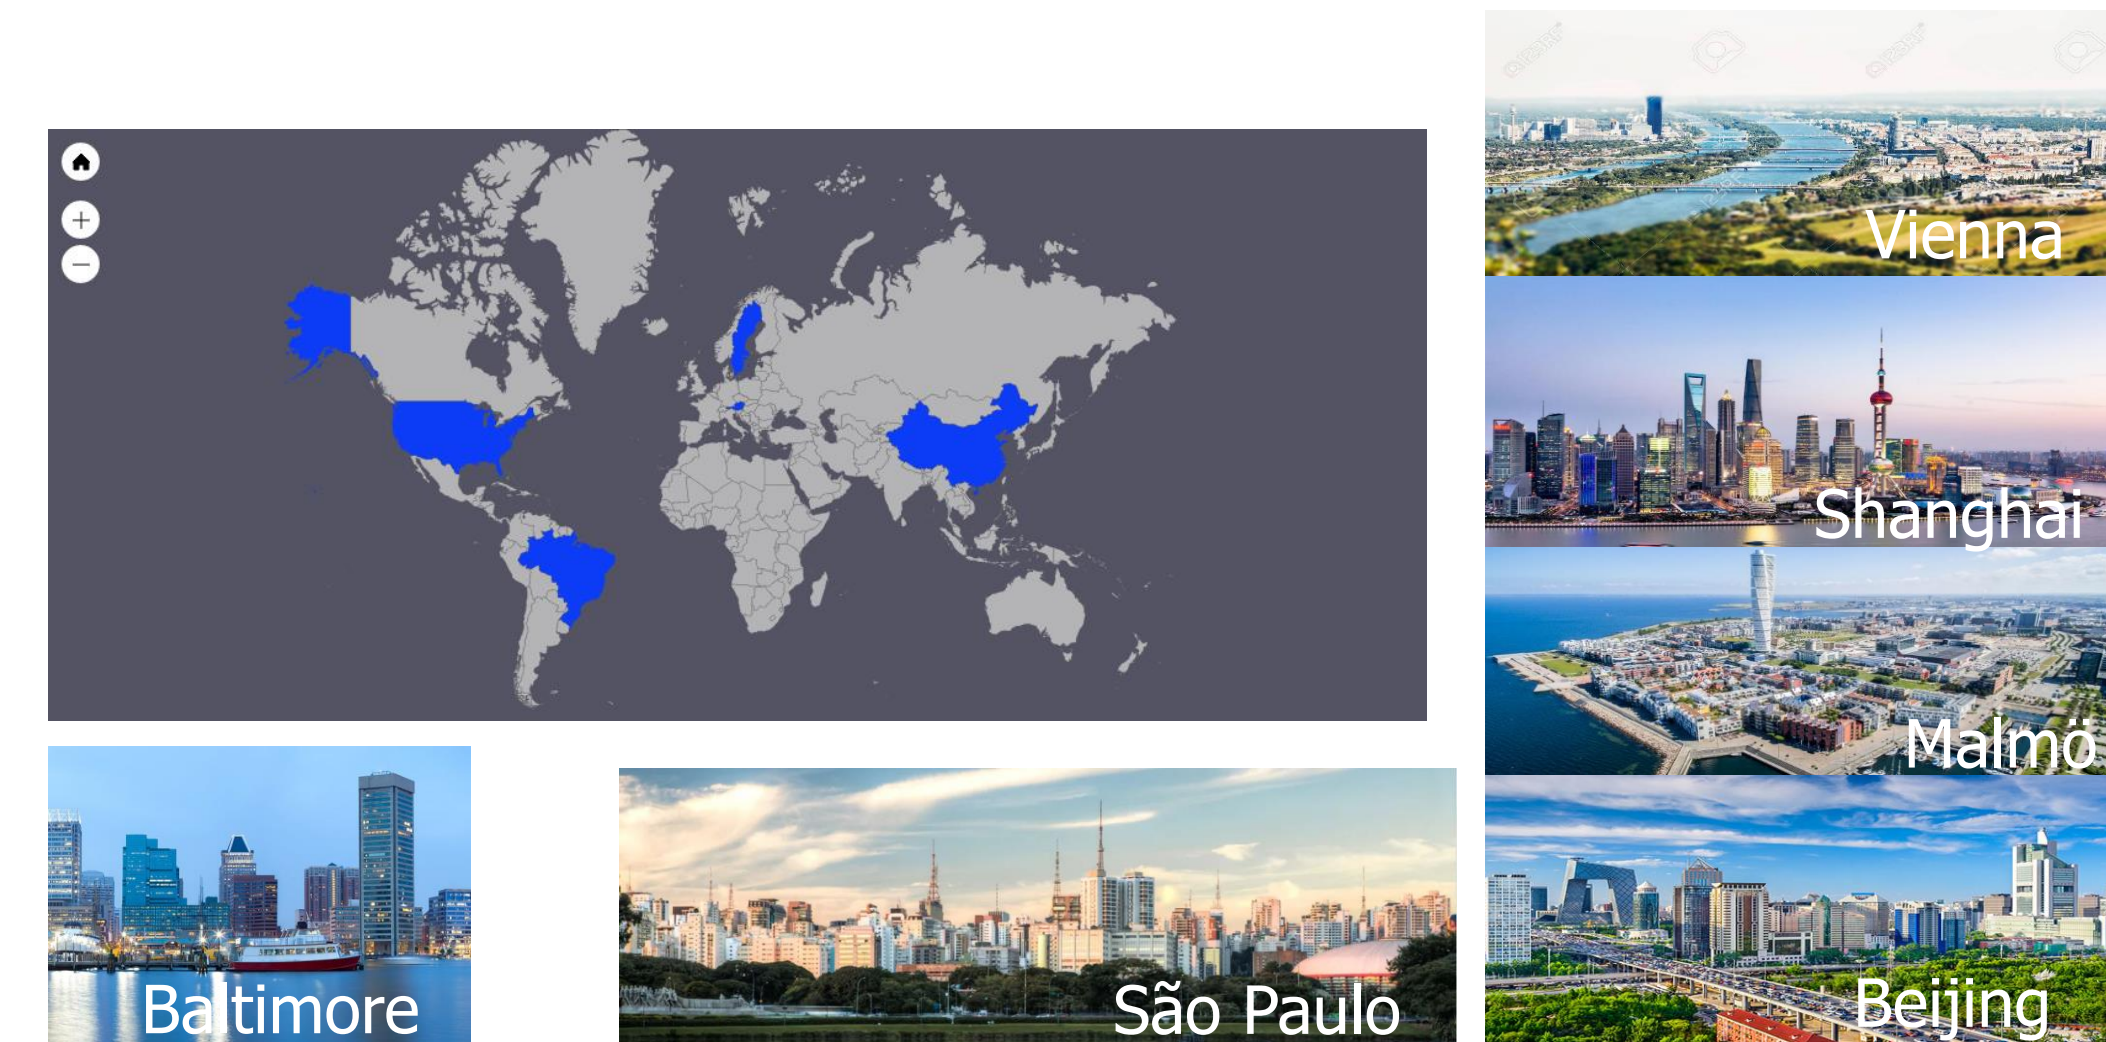 Vienna
Shanghai
Malmö
Baltimore
São Paulo
Beijing